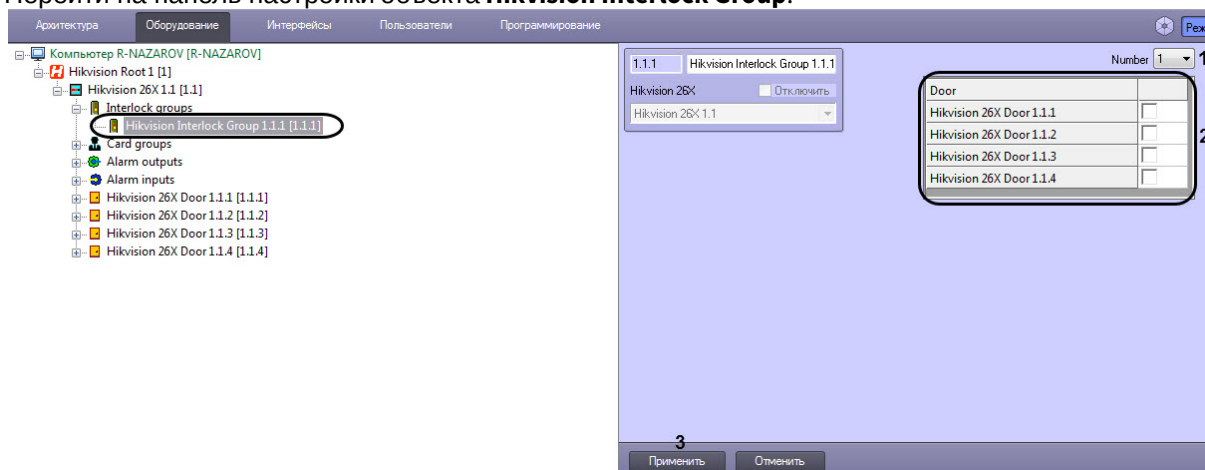 Перейти на панель настройки объекта Hikvision Interlock Group.
Архитектура Оборудование Интерфейсы Пользователи Программирование
Компьютер R-NAZAROV [R-NAZAROV]
Hikvision Root 1 [1]
Hikvision 26X 1.1 [1.1]
Interlock groups
Hikvision Interlock Group 1.1.1 [1.1.1]
Card groups
Alarm outputs
Alarm inputs
Hikvision 26X Door 1.1.1 [1.1.1]
Hikvision 26X Door 1.1.2 [1.1.2]
Hikvision 26X Door 1.1.3 [1.1.3]
Hikvision 26X Door 1.1.4 [1.1.4]
1.1.1 Hikvision Interlock Group 1.1.1
Hikvision 26X Отключить
Hikvision 26X 1.1
Number 1 1
Door
Hikvision 26X Door 1.1.1
Hikvision 26X Door 1.1.2
2
Hikvision 26X Door 1.1.3
Hikvision 26X Door 1.1.4
3
Применить Отменить